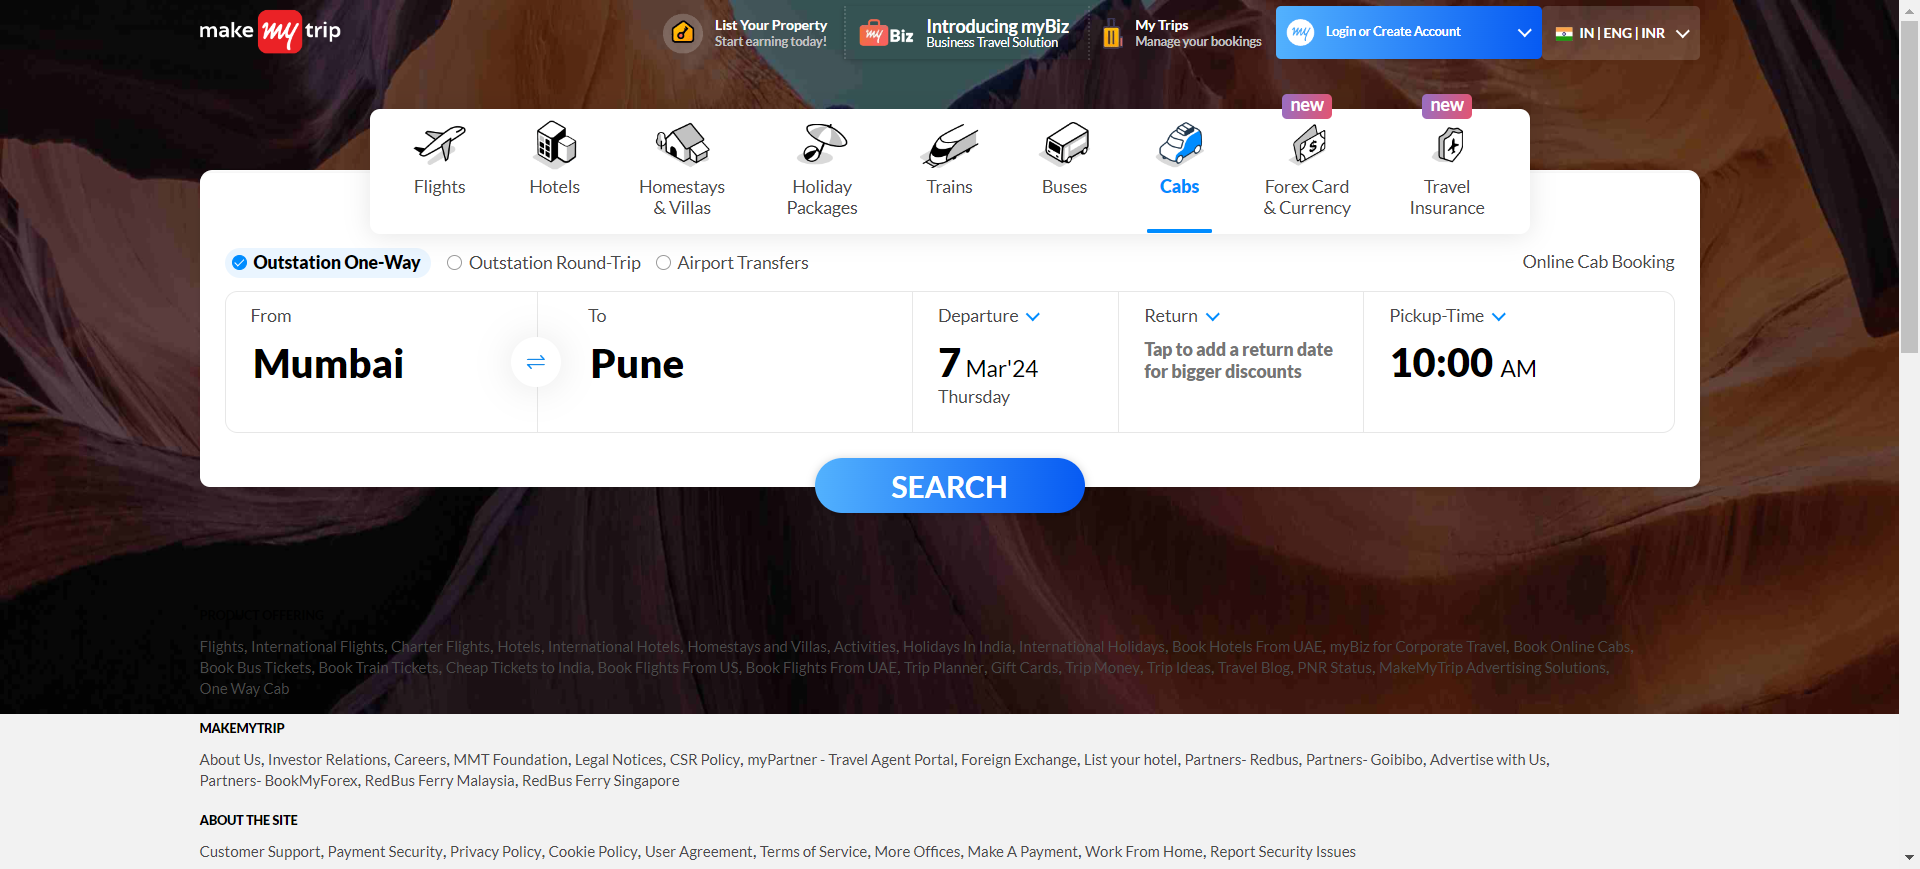 make my trip
List Your Property
Start earning today!
my Biz
Introducing myBiz
Business Travel Solution
My Trips
Manage your bookings
my
Login or Create Account
IN | ENG | INR
new
new
Flights
Hotels
Homestays
& Villas
Holiday
Packages
Trains
Buses
Cabs
Forex Card
& Currency
Travel
Insurance
Outstation One-Way
Outstation Round-Trip
Airport Transfers
Online Cab Booking
From
Mumbai
To
Pune
Departure
7 Mar'24
Thursday
Return
Tap to add a return date
for bigger discounts
Pickup-Time
10:00 AM
SEARCH
PRODUCT OFFERING
Flights, International Flights, Charter Flights, Hotels, International Hotels, Homestays and Villas, Activities, Holidays In India, International Holidays, Book Hotels From UAE, myBiz for Corporate Travel, Book Online Cabs,
Book Bus Tickets, Book Train Tickets, Cheap Tickets to India, Book Flights From US, Book Flights From UAE, Trip Planner, Gift Cards, Trip Money, Trip Ideas, Travel Blog, PNR Status, MakeMyTrip Advertising Solutions,
One Way Cab
MAKEMYTRIP
About Us, Investor Relations, Careers, MMT Foundation, Legal Notices, CSR Policy, myPartner - Travel Agent Portal, Foreign Exchange, List your hotel, Partners- Redbus, Partners- Goibibo, Advertise with Us,
Partners- BookMyForex, RedBus Ferry Malaysia, RedBus Ferry Singapore
ABOUT THE SITE
Customer Support, Payment Security, Privacy Policy, Cookie Policy, User Agreement, Terms of Service, More Offices, Make A Payment, Work From Home, Report Security Issues